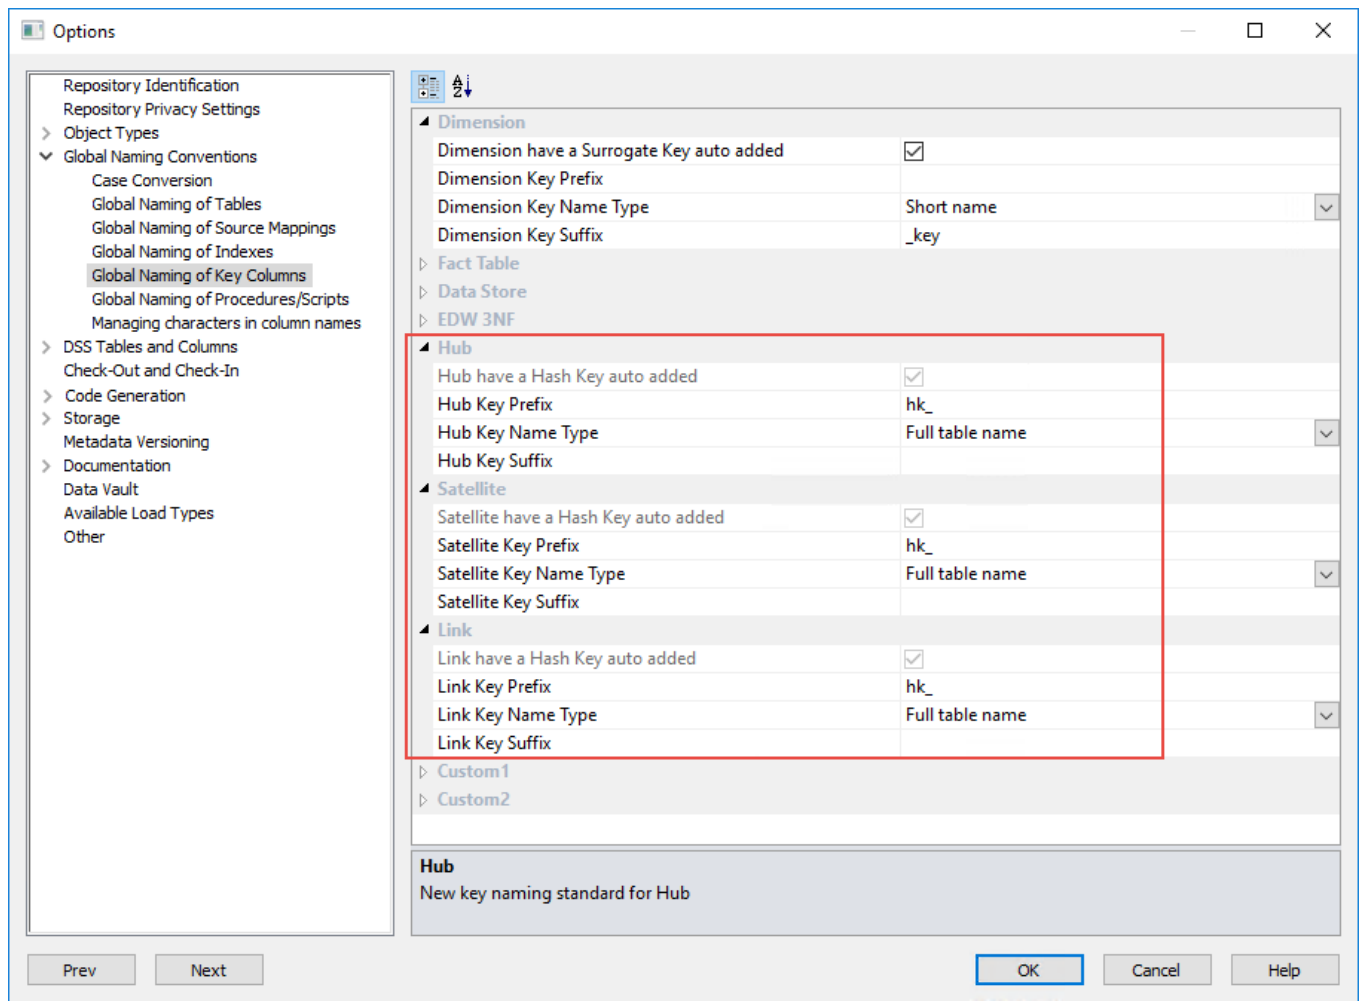 Options
Repository Identification
Repository Privacy Settings
Object Types
Global Naming Conventions
Case Conversion
Global Naming of Tables
Global Naming of Source Mappings
Global Naming of Indexes
Global Naming of Key Columns
Global Naming of Procedures/Scripts
Managing characters in column names
DSS Tables and Columns
Check-Out and Check-In
Code Generation
Storage
Metadata Versioning
Documentation
Data Vault
Available Load Types
Other
Dimension
Dimension have a Surrogate Key auto added
Dimension Key Prefix
Dimension Key Name Type Short name
Dimension Key Suffix _key
Fact Table
Data Store
EDW 3NF
Hub
Hub have a Hash Key auto added
Hub Key Prefix hk_
Hub Key Name Type Full table name
Hub Key Suffix
Satellite
Satellite have a Hash Key auto added
Satellite Key Prefix hk_
Satellite Key Name Type Full table name
Satellite Key Suffix
Link
Link have a Hash Key auto added
Link Key Prefix hk_
Link Key Name Type Full table name
Link Key Suffix
Custom1
Custom2
Hub
New key naming standard for Hub
Prev Next OK Cancel Help